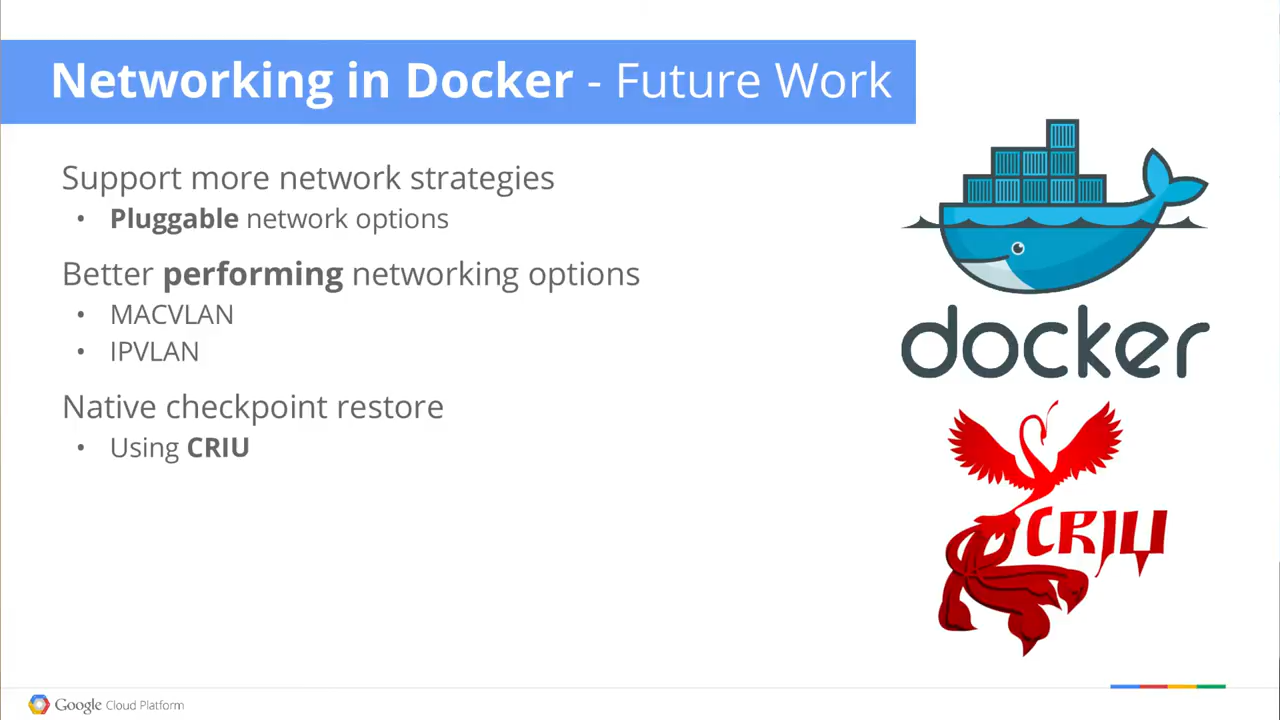 Networking in Docker - Future Work
Support more network strategies
• Pluggable network options
Better performing networking options
• MACVLAN
• IPVLAN
Native checkpoint restore
• Using CRIU
docker
CRIU
Google Cloud Platform